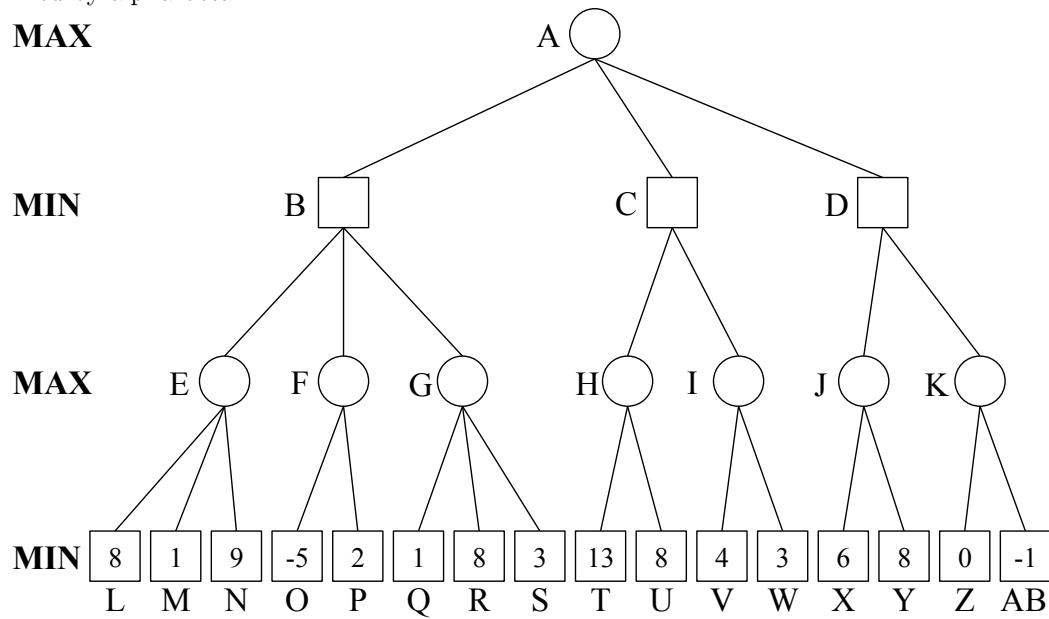 MAX A
MIN B C D
MAX E F G H I J K
MIN 8 1 9 -5 2 1 8 3 13 8 4 3 6 8 0 -1
L M N O P Q R S T U V W X Y Z AB